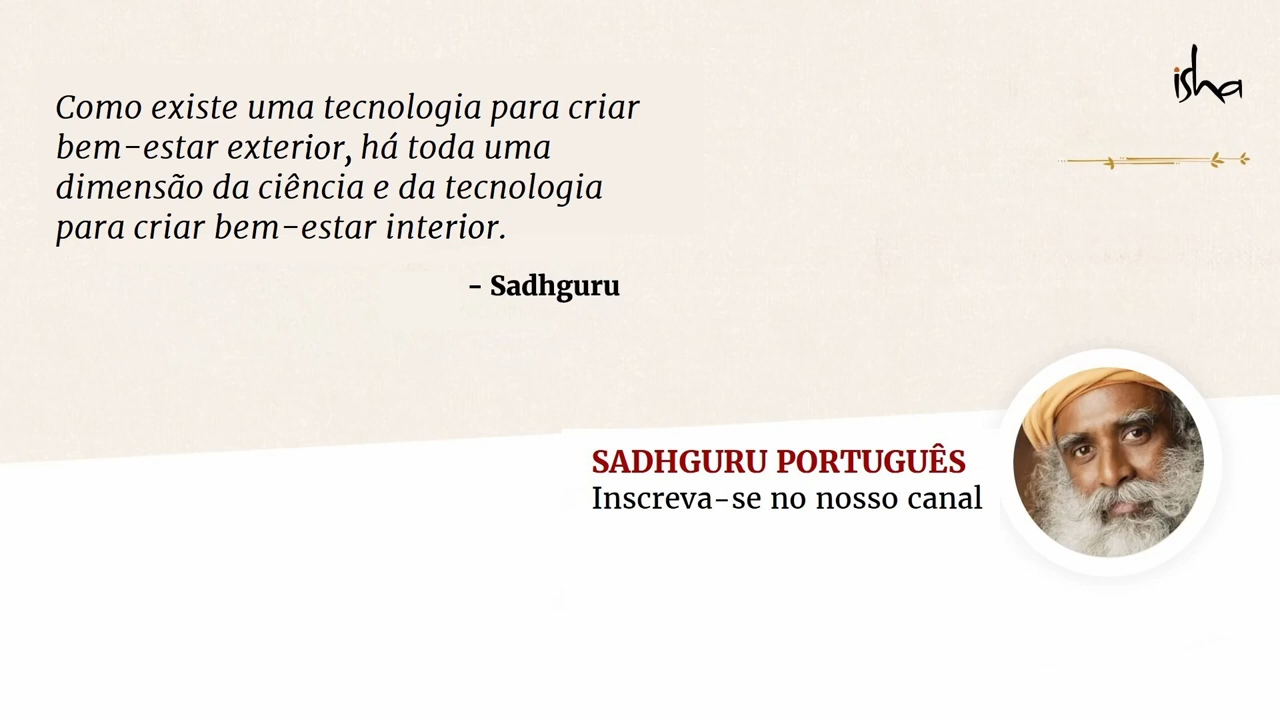 Como existe uma tecnologia para criar
bem-estar exterior, há toda uma
dimensão da ciência e da tecnologia
para criar bem-estar interior.
- Sadhguru
isha
SADHGURU PORTUGUÊS
Inscreva-se no nosso canal